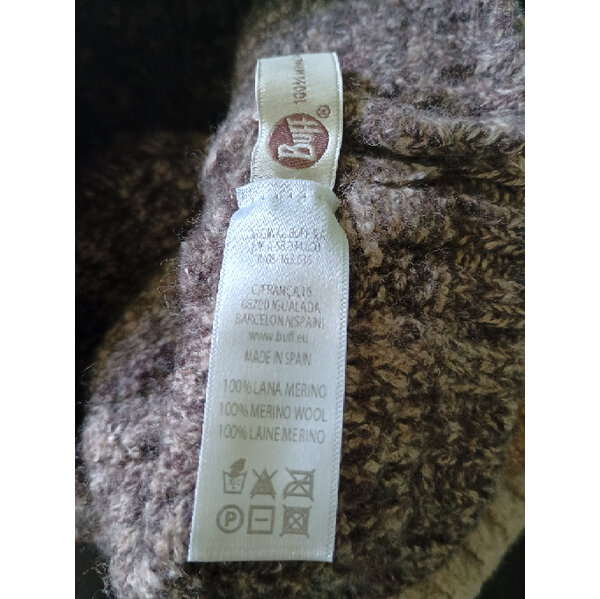 100%
Buff®
C/FRANÇA,16
08700 IGUALADA
BARCELONA(SPAIN)
www.buff.eu
MADE IN SPAIN
100% LANA MERINO
100% MERINO WOOL
100% LAINE MERINO
P